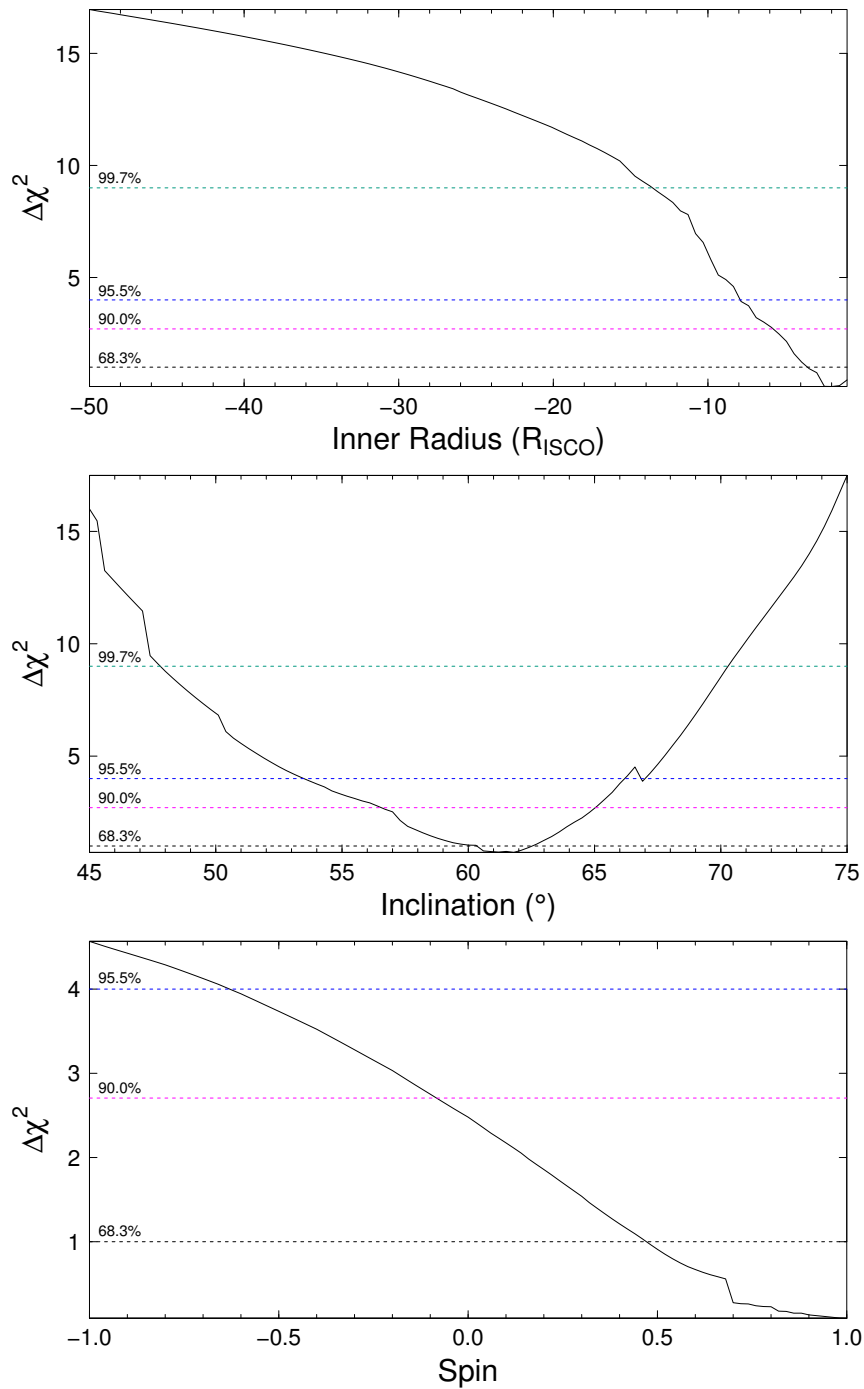 15
10
5
Δχ²
99.7%
95.5%
90.0%
68.3%
−50 −40 −30 −20 −10
Inner Radius (R_ISCO)
15
10
5
Δχ²
99.7%
95.5%
90.0%
68.3%
45 50 55 60 65 70 75
Inclination (°)
4
3
2
1
Δχ²
95.5%
90.0%
68.3%
−1.0 −0.5 0.0 0.5 1.0
Spin